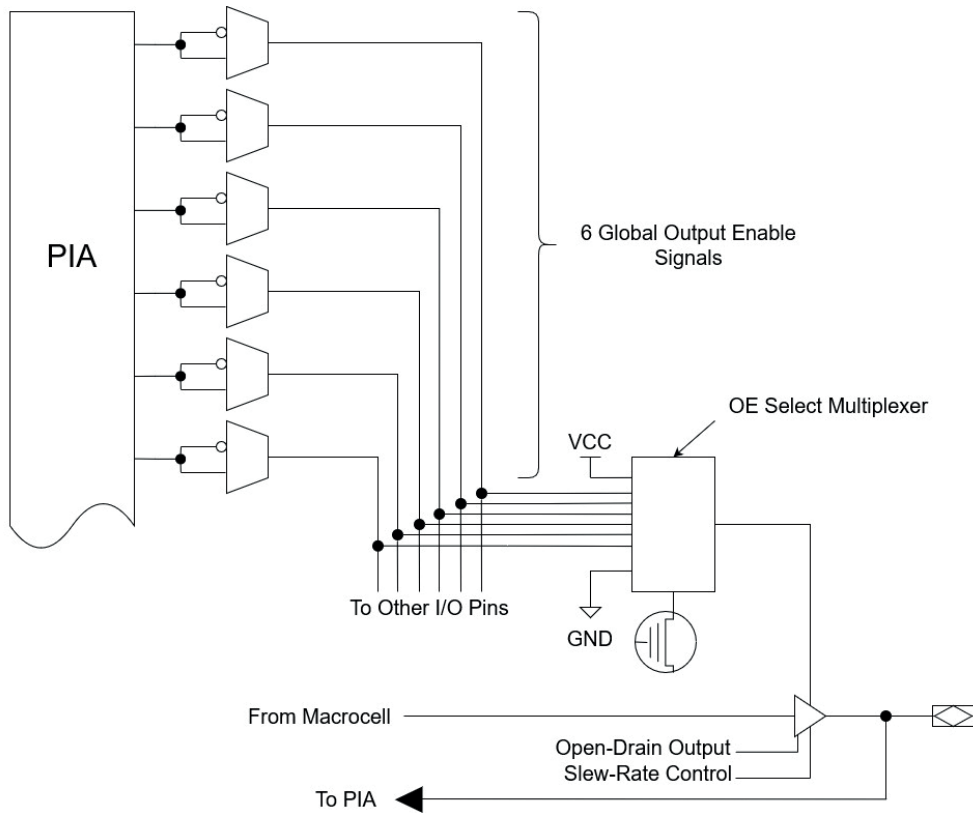 PIA
6 Global Output Enable
Signals
OE Select Multiplexer
VCC
To Other I/O Pins
GND
From Macrocell
Open-Drain Output
Slew-Rate Control
To PIA